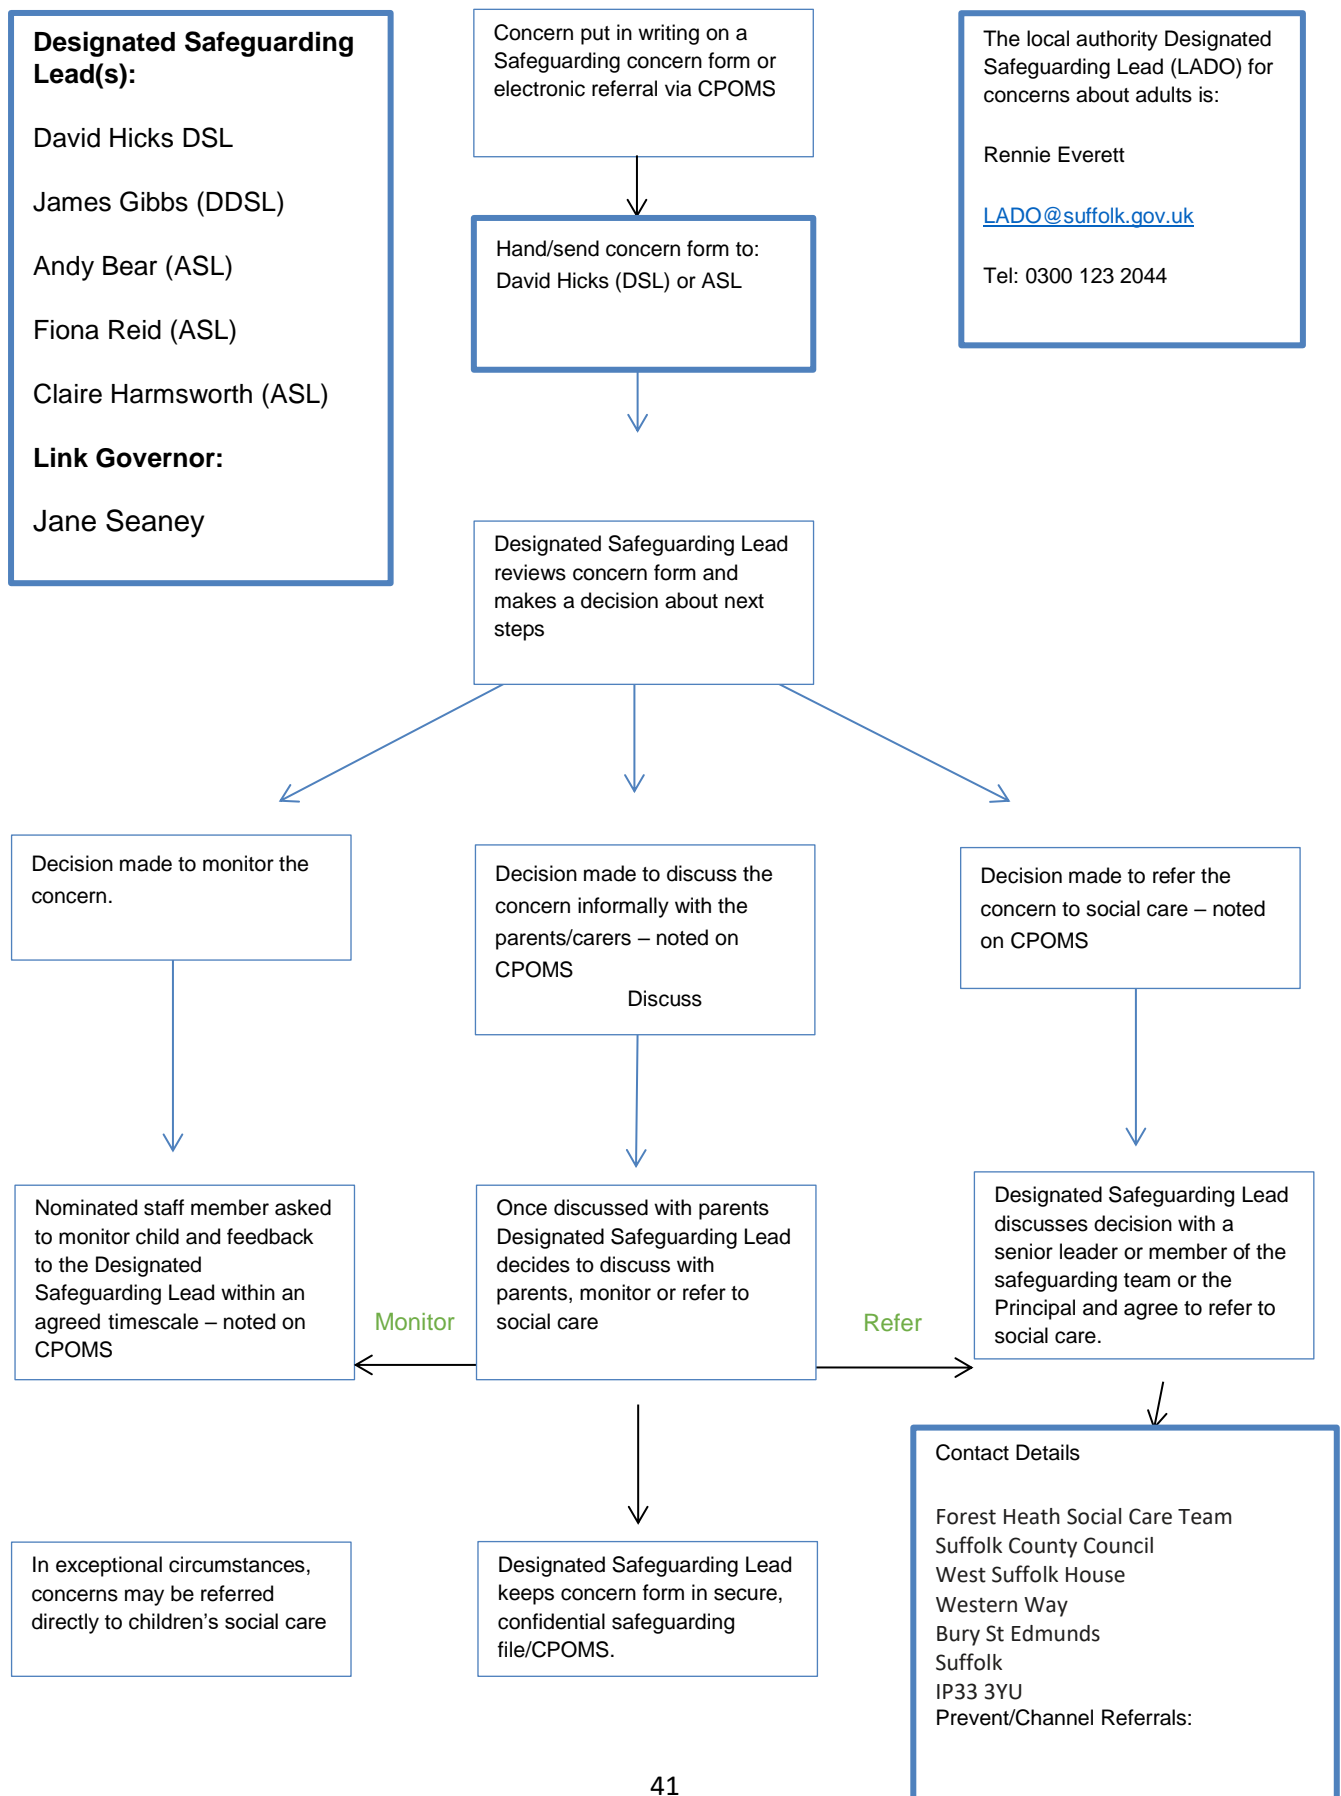 Designated Safeguarding
Lead(s):
David Hicks DSL
James Gibbs (DDSL)
Andy Bear (ASL)
Fiona Reid (ASL)
Claire Harmsworth (ASL)
Link Governor:
Jane Seaney
Concern put in writing on a
Safeguarding concern form or
electronic referral via CPOMS
The local authority Designated
Safeguarding Lead (LADO) for
concerns about adults is:
Rennie Everett
LADO@suffolk.gov.uk
Tel: 0300 123 2044
Hand/send concern form to:
David Hicks (DSL) or ASL
Designated Safeguarding Lead
reviews concern form and
makes a decision about next
steps
Decision made to monitor the
concern.
Decision made to discuss the
concern informally with the
parents/carers – noted on
CPOMS
Discuss
Decision made to refer the
concern to social care – noted
on CPOMS
Nominated staff member asked
to monitor child and feedback
to the Designated
Safeguarding Lead within an
agreed timescale – noted on
CPOMS
Monitor
Once discussed with parents
Designated Safeguarding Lead
decides to discuss with
parents, monitor or refer to
social care
Refer
Designated Safeguarding Lead
discusses decision with a
senior leader or member of the
safeguarding team or the
Principal and agree to refer to
social care.
In exceptional circumstances,
concerns may be referred
directly to children's social care
Designated Safeguarding Lead
keeps concern form in secure,
confidential safeguarding
file/CPOMS.
Contact Details
Forest Heath Social Care Team
Suffolk County Council
West Suffolk House
Western Way
Bury St Edmunds
Suffolk
IP33 3YU
Prevent/Channel Referrals:
41